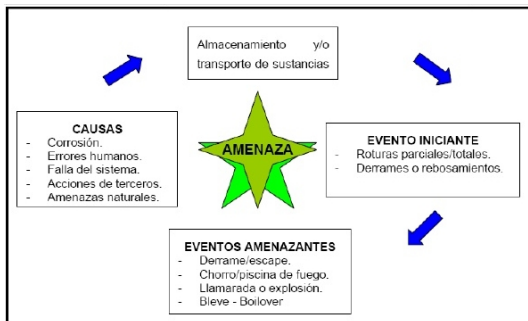 Almacenamiento y/o
transporte de sustancias
CAUSAS
- Corrosión.
- Errores humanos.
- Falla del sistema.
- Acciones de terceros.
- Amenazas naturales.
AMENAZA
EVENTO INICIANTE
- Roturas parciales/totales.
- Derrames o rebosamientos.
EVENTOS AMENAZANTES
- Derrame/escape.
- Chorro/piscina de fuego.
- Llamarada o explosión.
- Bleve - Boilover